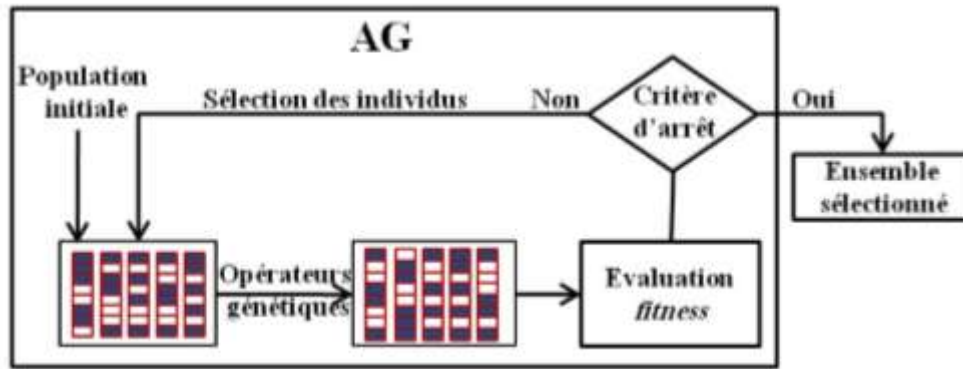 AG
Population
initiale
Sélection des individus
Non
Critère
d'arrêt
Oui
Ensemble
sélectionné
Opérateurs
génétiques
Evaluation
fitness